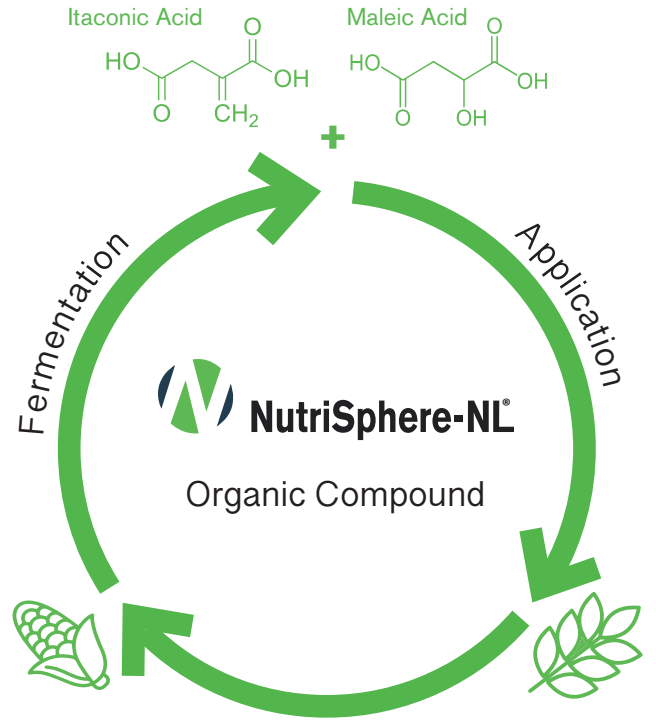 Itaconic Acid
Maleic Acid
O
HO
OH
O
CH₂
O
HO
OH
O
OH
+
Fermentation
Application
NutriSphere-NL®
Organic Compound